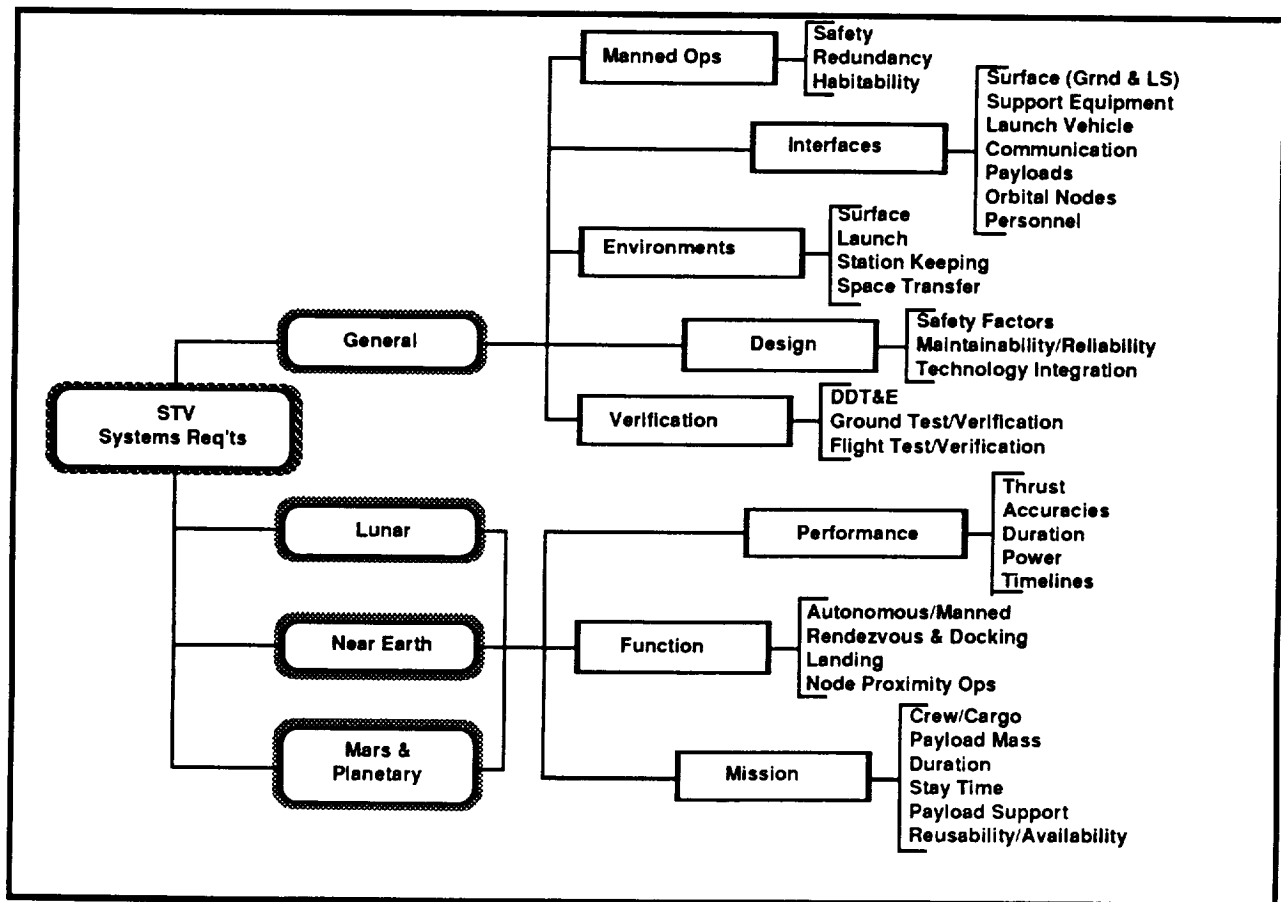 STV
Systems Req'ts
General
Manned Ops
Safety
Redundancy
Habitability
Interfaces
Surface (Grnd & LS)
Support Equipment
Launch Vehicle
Communication
Payloads
Orbital Nodes
Personnel
Environments
Surface
Launch
Station Keeping
Space Transfer
Design
Safety Factors
Maintainability/Reliability
Technology Integration
Verification
DDT&E
Ground Test/Verification
Flight Test/Verification
Lunar
Near Earth
Mars &
Planetary
Performance
Thrust
Accuracies
Duration
Power
Timelines
Function
Autonomous/Manned
Rendezvous & Docking
Landing
Node Proximity Ops
Mission
Crew/Cargo
Payload Mass
Duration
Stay Time
Payload Support
Reusability/Availability